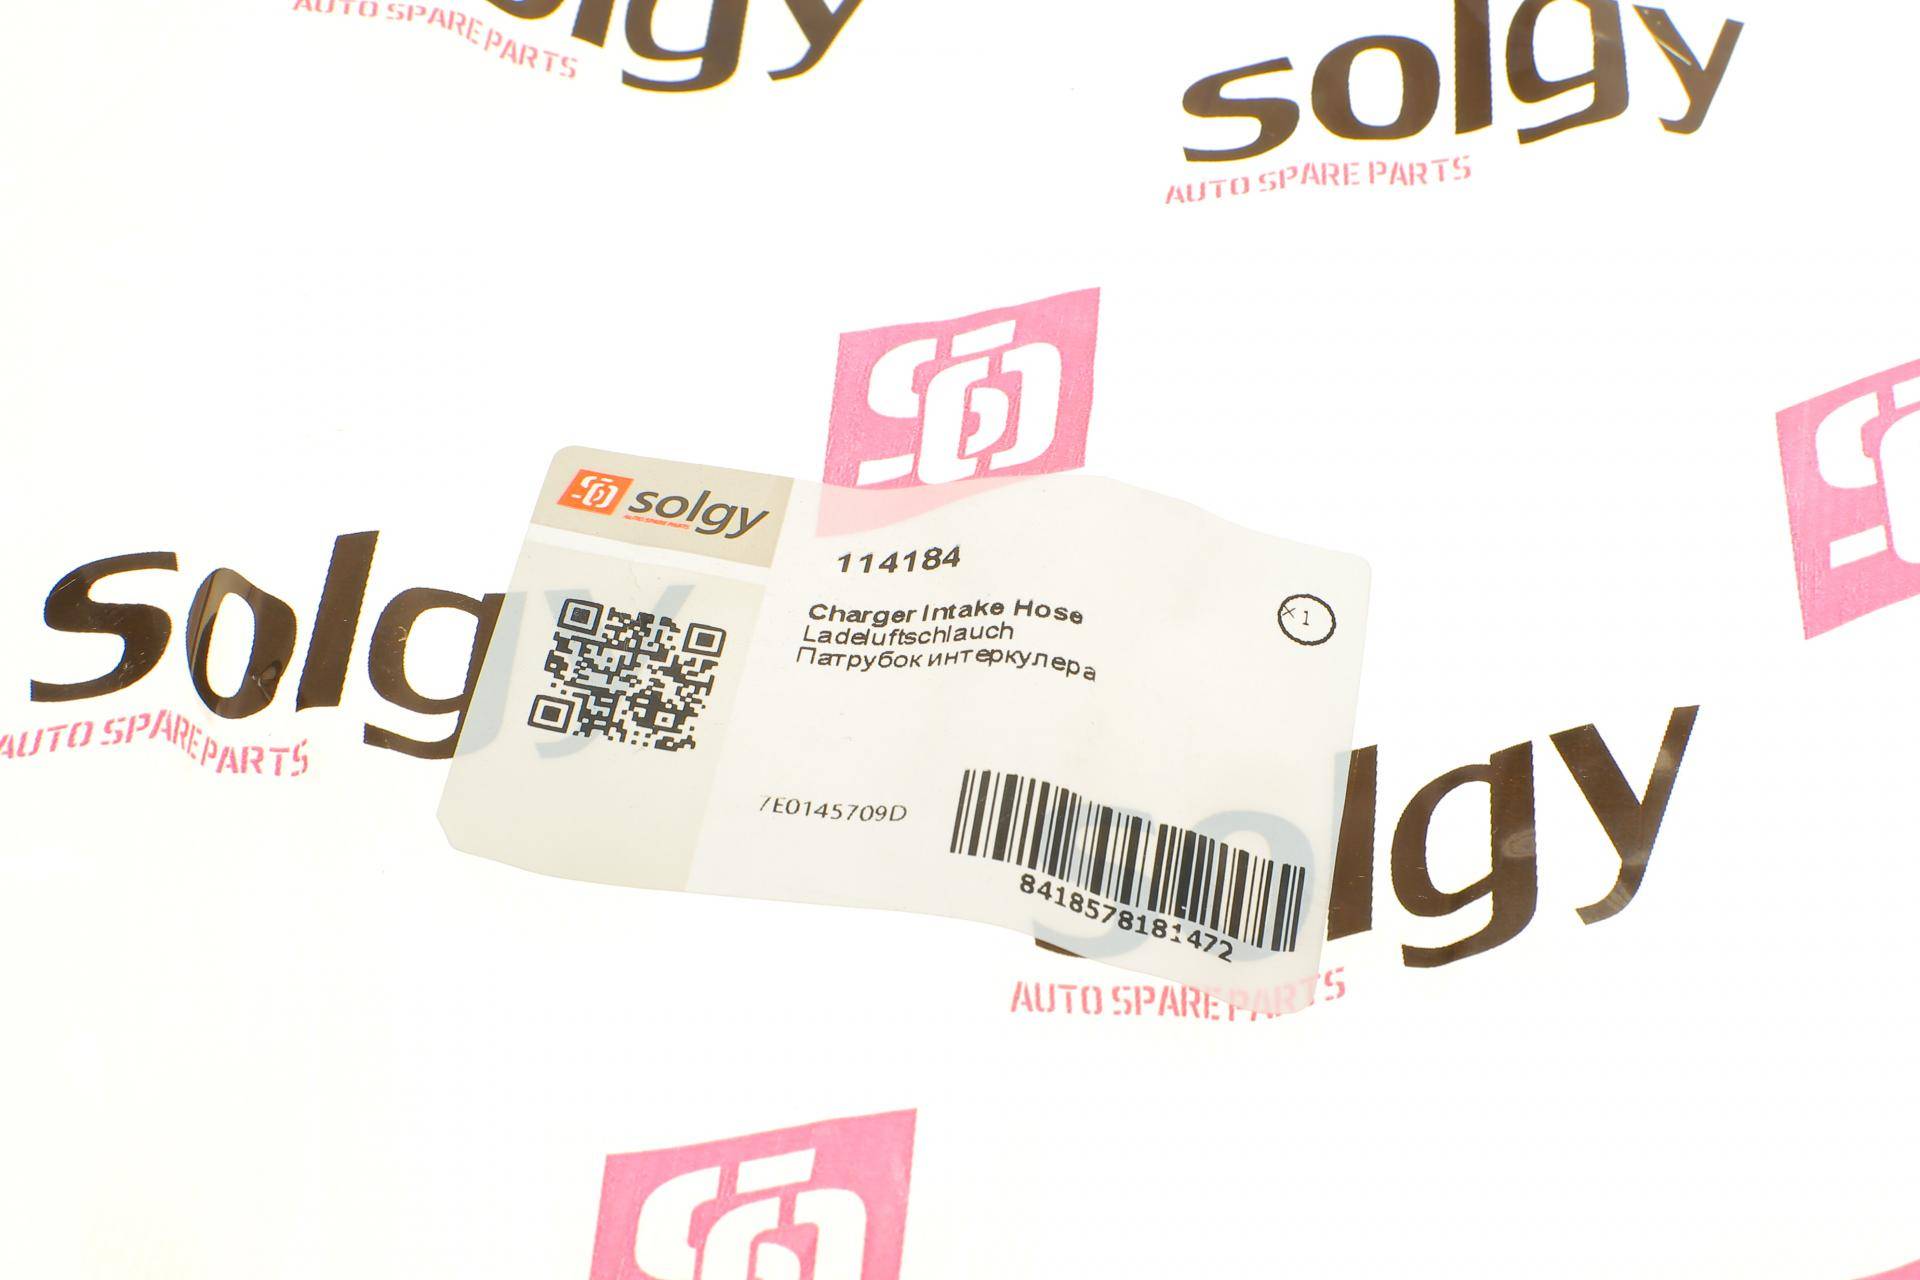 solgy
AUTO SPARE PARTS
solgy
AUTO SPARE PARTS
solgy
AUTO SPARE PARTS
solgy
AUTO SPARE PARTS
114184
Charger Intake Hose
Ladeluftschlauch
Патрубок интеркулера
x1
7E0145709D
8418578181472
solgy
AUTO SPARE PARTS